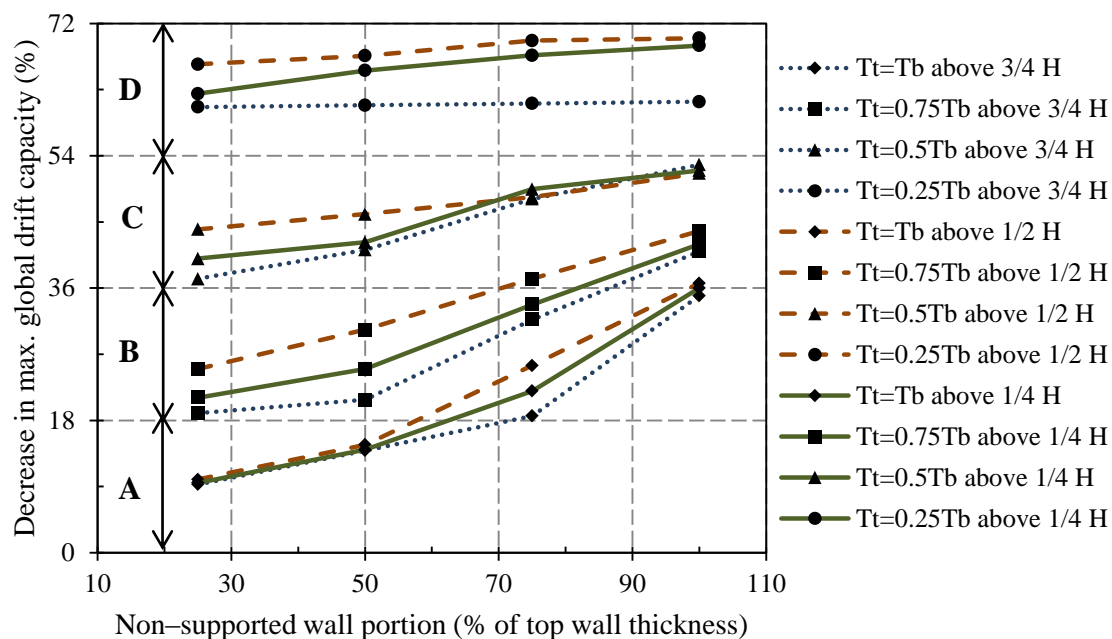 Decrease in max. global drift capacity (%)
72
54
36
18
0
D
C
B
A
10
30
50
70
90
110
Non–supported wall portion (% of top wall thickness)
Tt=Tb above 3/4 H
Tt=0.75Tb above 3/4 H
Tt=0.5Tb above 3/4 H
Tt=0.25Tb above 3/4 H
Tt=Tb above 1/2 H
Tt=0.75Tb above 1/2 H
Tt=0.5Tb above 1/2 H
Tt=0.25Tb above 1/2 H
Tt=Tb above 1/4 H
Tt=0.75Tb above 1/4 H
Tt=0.5Tb above 1/4 H
Tt=0.25Tb above 1/4 H